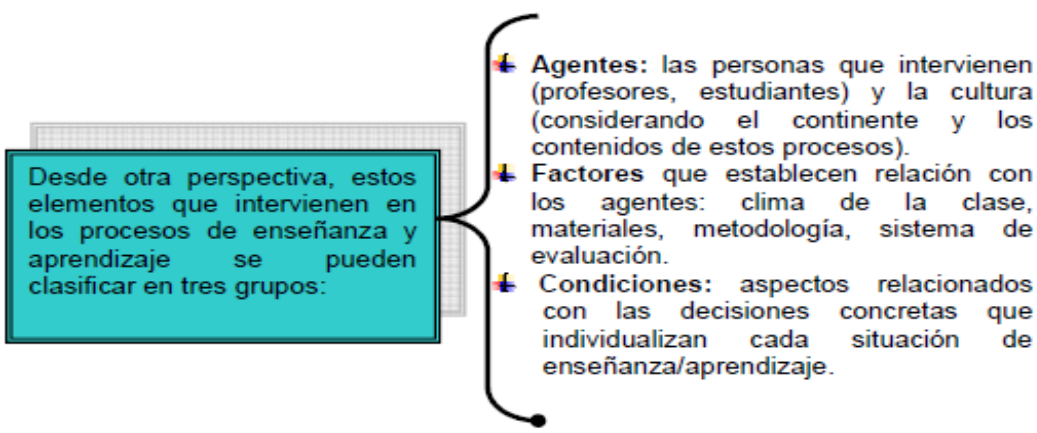 Desde otra perspectiva, estos
elementos que intervienen en
los procesos de enseñanza y
aprendizaje se pueden
clasificar en tres grupos:
Agentes: las personas que intervienen
(profesores, estudiantes) y la cultura
(considerando el continente y los
contenidos de estos procesos).
Factores que establecen relación con
los agentes: clima de la clase,
materiales, metodología, sistema de
evaluación.
Condiciones: aspectos relacionados
con las decisiones concretas que
individualizan cada situación de
enseñanza/aprendizaje.